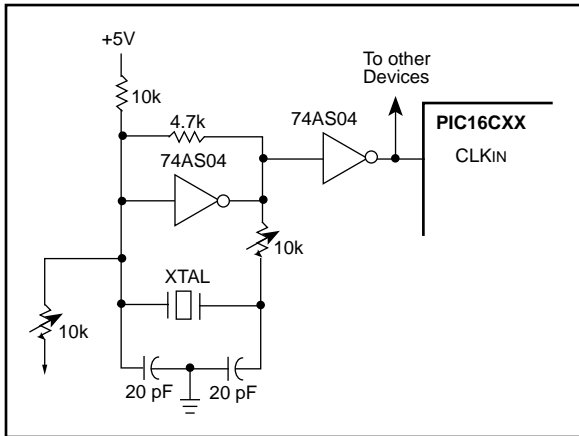 +5V
10k
4.7k
74AS04
74AS04
To other
Devices
PIC16CXX
CLKIN
10k
XTAL
10k
20 pF
20 pF